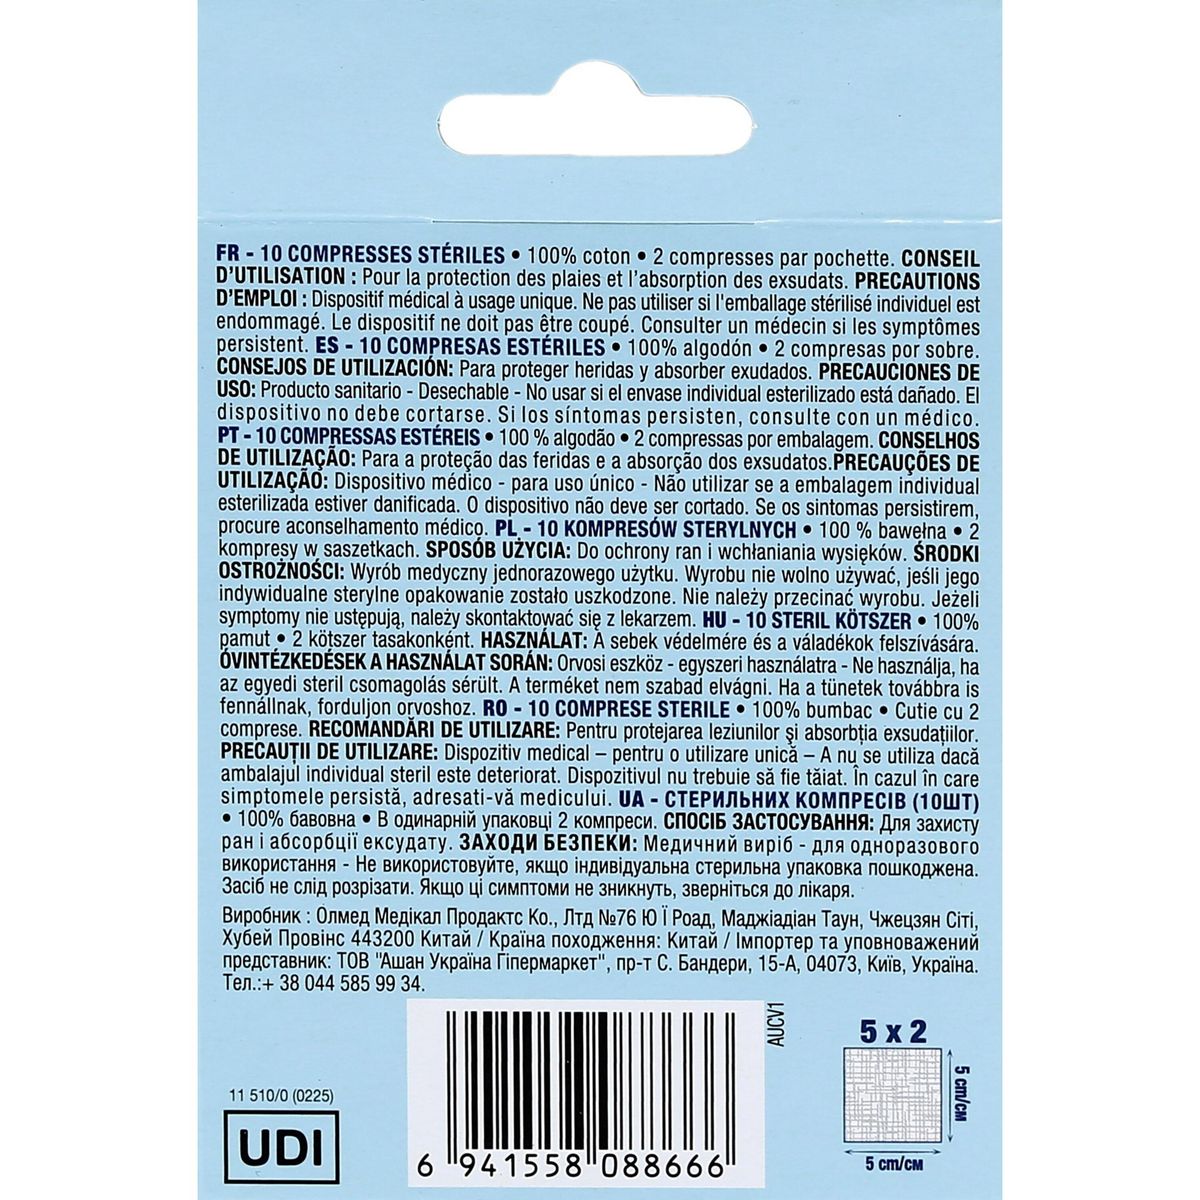 FR - 10 COMPRESSES STÉRILES • 100% coton • 2 compresses par pochette. CONSEIL
D'UTILISATION : Pour la protection des plaies et l'absorption des exsudats. PRECAUTIONS
D'EMPLOI : Dispositif médical à usage unique. Ne pas utiliser si l'emballage stérilisé individuel est
endommagé. Le dispositif ne doit pas être coupé. Consulter un médecin si les symptômes
persistent. ES - 10 COMPRESAS ESTÉRILES • 100% algodón • 2 compresas por sobre.
CONSEJOS DE UTILIZACIÓN: Para proteger heridas y absorber exudados. PRECAUCIONES DE
USO: Producto sanitario - Desechable - No usar si el envase individual esterilizado está dañado. El
dispositivo no debe cortarse. Si los síntomas persisten, consulte con un médico.
PT - 10 COMPRESSAS ESTÉREIS • 100 % algodão • 2 compressas por embalagem. CONSELHOS
DE UTILIZAÇÃO: Para a proteção das feridas e a absorção dos exsudatos.PRECAUÇÕES DE
UTILIZAÇÃO: Dispositivo médico - para uso único - Não utilizar se a embalagem individual
esterilizada estiver danificada. O dispositivo não deve ser cortado. Se os sintomas persistirem,
procure aconselhamento médico. PL - 10 KOMPRESÓW STERYLNYCH • 100 % bawełna • 2
kompresy w saszetkach. SPOSÓB UŻYCIA: Do ochrony ran i wchłaniania wysięków. ŚRODKI
OSTROŻNOŚCI: Wyrób medyczny jednorazowego użytku. Wyrobu nie wolno używać, jeśli jego
indywidualne sterylne opakowanie zostało uszkodzone. Nie należy przecinać wyrobu. Jeżeli
symptomy nie ustępują, należy skontaktować się z lekarzem. HU - 10 STERIL KÖTSZER • 100%
pamut • 2 kötszer tasakonként. HASZNÁLAT: A sebek védelmére és a váladékok felszívására.
ÓVINTÉZKEDÉSEK A HASZNÁLAT SORÁN: Orvosi eszköz - egyszeri használatra - Ne használja, ha
az egyedi steril csomagolás sérült. A terméket nem szabad elvágni. Ha a tünetek továbbra is
fennállnak, forduljon orvoshoz. RO - 10 COMPRESE STERILE • 100% bumbac • Cutie cu 2
comprese. RECOMANDĂRI DE UTILIZARE: Pentru protejarea leziunilor şi absorbţia exsudaţiilor.
PRECAUŢII DE UTILIZARE: Dispozitiv medical – pentru o utilizare unică – A nu se utiliza dacă
ambalajul individual steril este deteriorat. Dispozitivul nu trebuie să fie tăiat. În cazul în care
simptomele persistă, adresati-vă medicului. UA - СТЕРИЛЬНИХ КОМПРЕСІВ (10ШТ)
• 100% бавовна • В одинарній упаковці 2 компреси. СПОСІБ ЗАСТОСУВАННЯ: Для захисту
ран і абсорбції ексудату. ЗАХОДИ БЕЗПЕКИ: Медичний виріб - для одноразового
використання - Не використовуйте, якщо індивідуальна стерильна упаковка пошкоджена.
Засіб не слід розрізати. Якщо ці симптоми не зникнуть, зверніться до лікаря.
Виробник : Олмед Медікал Продактс Ко., Лтд №76 Ю Ї Роад, Маджіадіан Таун, Чжецзян Сіті,
Хубей Провінс 443200 Китай / Країна походження: Китай / Імпортер та уповноважений
представник: ТОВ "Ашан Україна Гіпермаркет", пр-т С. Бандери, 15-А, 04073, Київ, Україна.
Тел.:+ 38 044 585 99 34.
AUCV1
5 x 2
5 cm/см
5 cm/см
11 510/0 (0225)
UDI
6 941558 088666